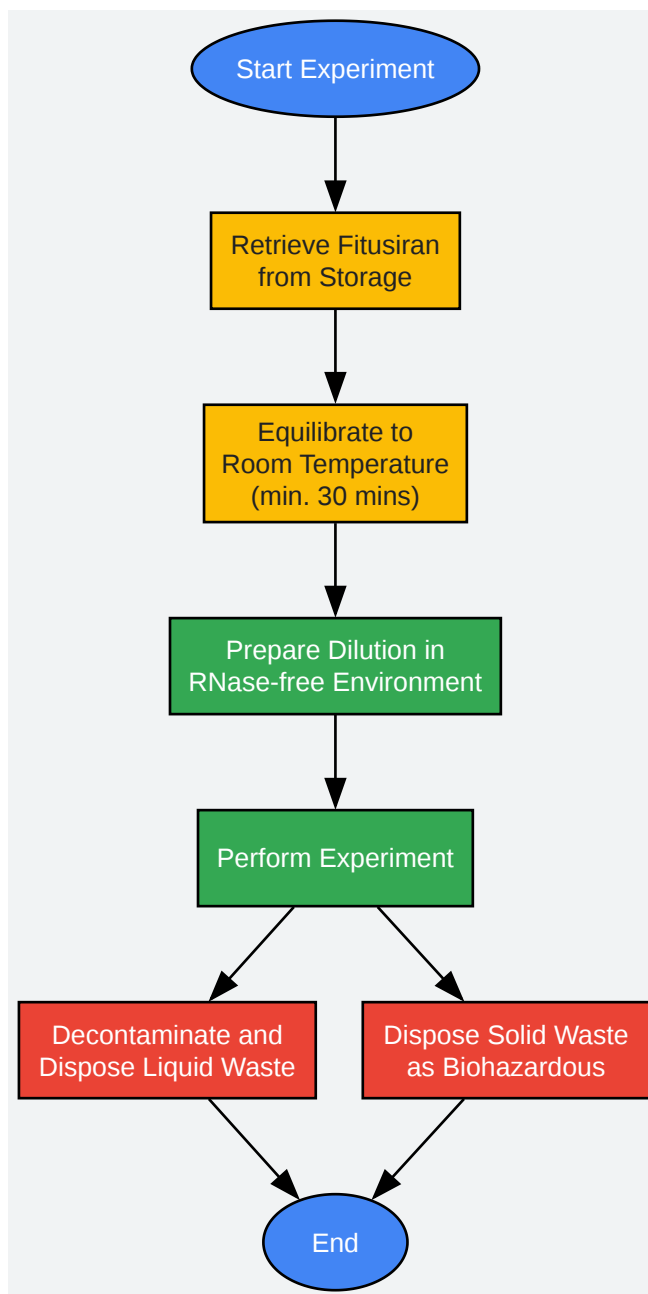 Start Experiment
Retrieve Fitusiran
from Storage
Equilibrate to
Room Temperature
(min. 30 mins)
Prepare Dilution in
RNase-free Environment
Perform Experiment
Decontaminate and
Dispose Liquid Waste
Dispose Solid Waste
as Biohazardous
End